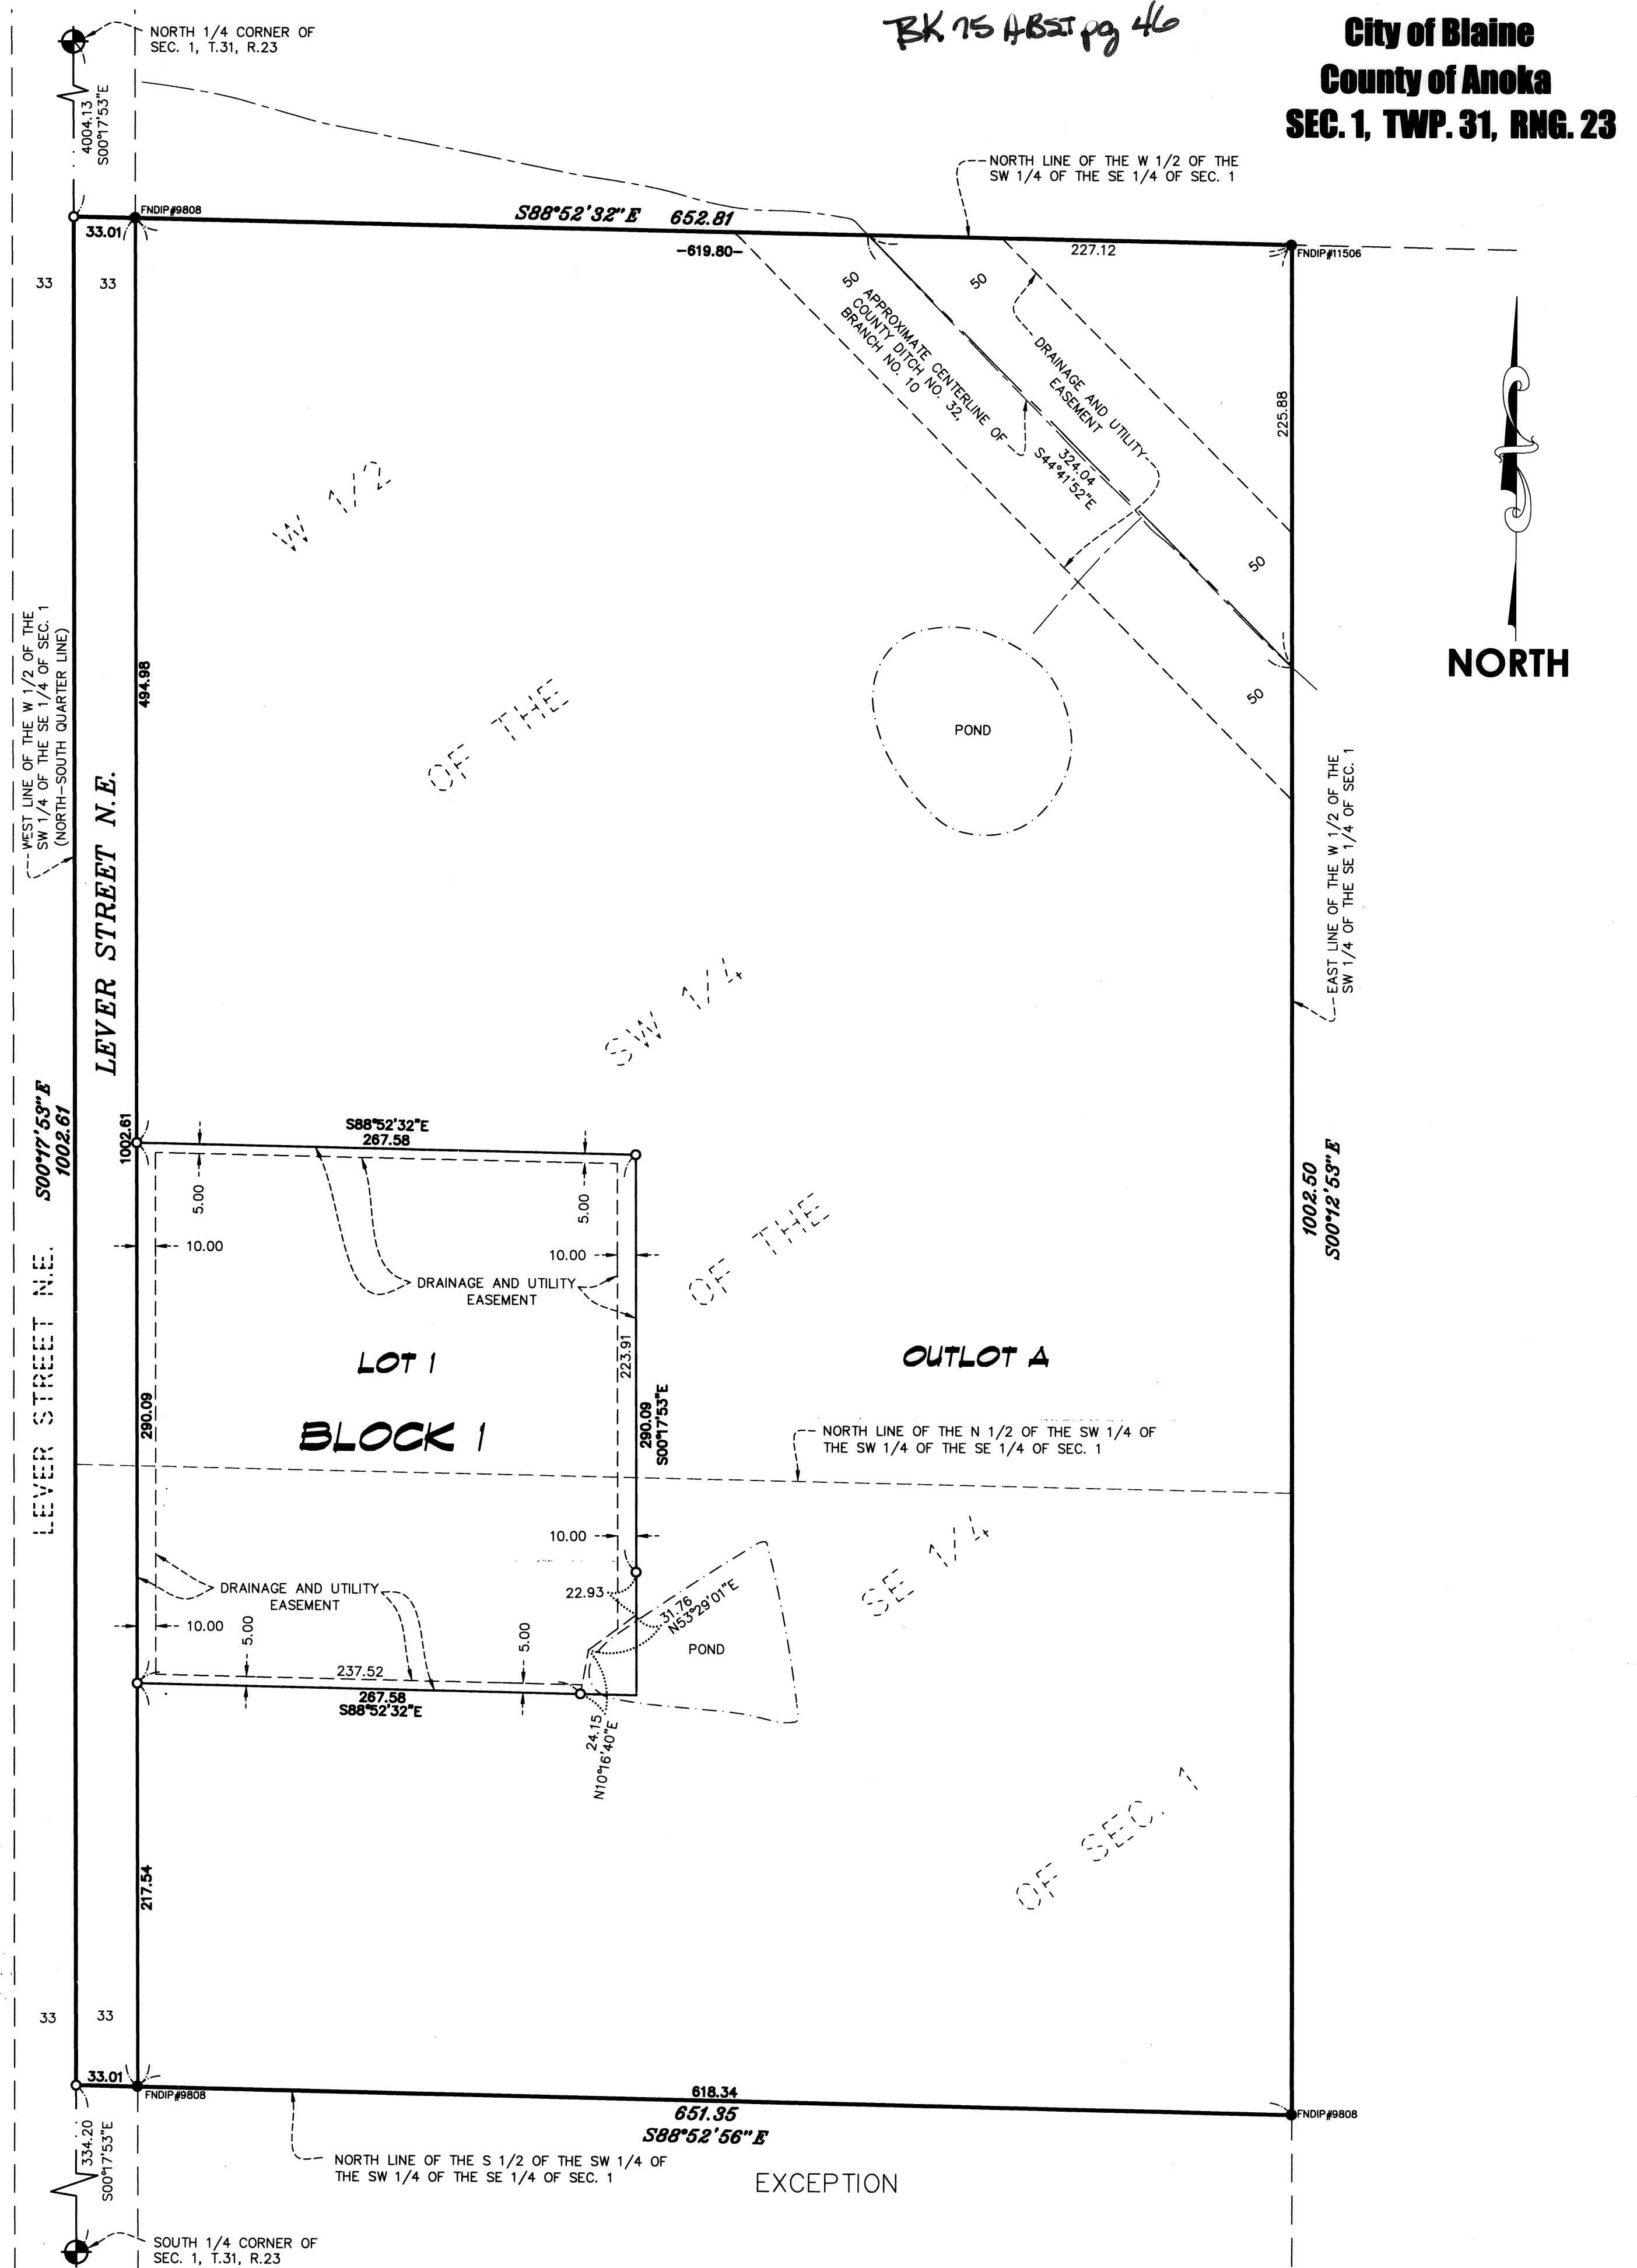 BK 75 ABST pg 46
City of Blaine
County of Anoka
SEC. 1, TWP. 31, RNG. 23
NORTH 1/4 CORNER OF
SEC. 1, T.31, R.23
4004.13
S00°17'53"E
NORTH LINE OF THE W 1/2 OF THE
SW 1/4 OF THE SE 1/4 OF SEC. 1
FNDIP#9808
S88°52'32"E 652.81
33.01
-619.80-
227.12
FNDIP#11506
33
33
50
50
APPROXIMATE CENTERLINE OF
COUNTY DITCH NO. 32,
BRANCH NO. 10
DRAINAGE AND UTILITY
EASEMENT
225.88
324.04
S44°41'52"E
50
50
NORTH
W 1/2
OF THE
SW 1/4
OF THE
SE 1/4
OF SEC. 1
WEST LINE OF THE W 1/2 OF THE
SW 1/4 OF THE SE 1/4 OF SEC. 1
(NORTH-SOUTH QUARTER LINE)
494.98
POND
LEVER STREET N.E.
EAST LINE OF THE W 1/2 OF THE
SW 1/4 OF THE SE 1/4 OF SEC. 1
S00°17'53"E
1002.61
1002.61
S88°52'32"E
267.58
5.00
5.00
10.00
10.00
DRAINAGE AND UTILITY
EASEMENT
1002.50
S00°12'53"E
LEVER STREET N.E.
LOT 1
BLOCK 1
223.91
290.09
290.09
S00°17'53"E
OUTLOT A
NORTH LINE OF THE N 1/2 OF THE SW 1/4 OF
THE SW 1/4 OF THE SE 1/4 OF SEC. 1
10.00
DRAINAGE AND UTILITY
EASEMENT
22.93
31.76
N53°29'01"E
POND
10.00
5.00
5.00
237.52
267.58
S88°52'32"E
24.15
N10°16'40"E
217.54
33
33
33.01
FNDIP#9808
618.34
651.35
S88°52'56"E
FNDIP#9808
334.20
S00°17'53"E
NORTH LINE OF THE S 1/2 OF THE SW 1/4 OF
THE SW 1/4 OF THE SE 1/4 OF SEC. 1
EXCEPTION
SOUTH 1/4 CORNER OF
SEC. 1, T.31, R.23